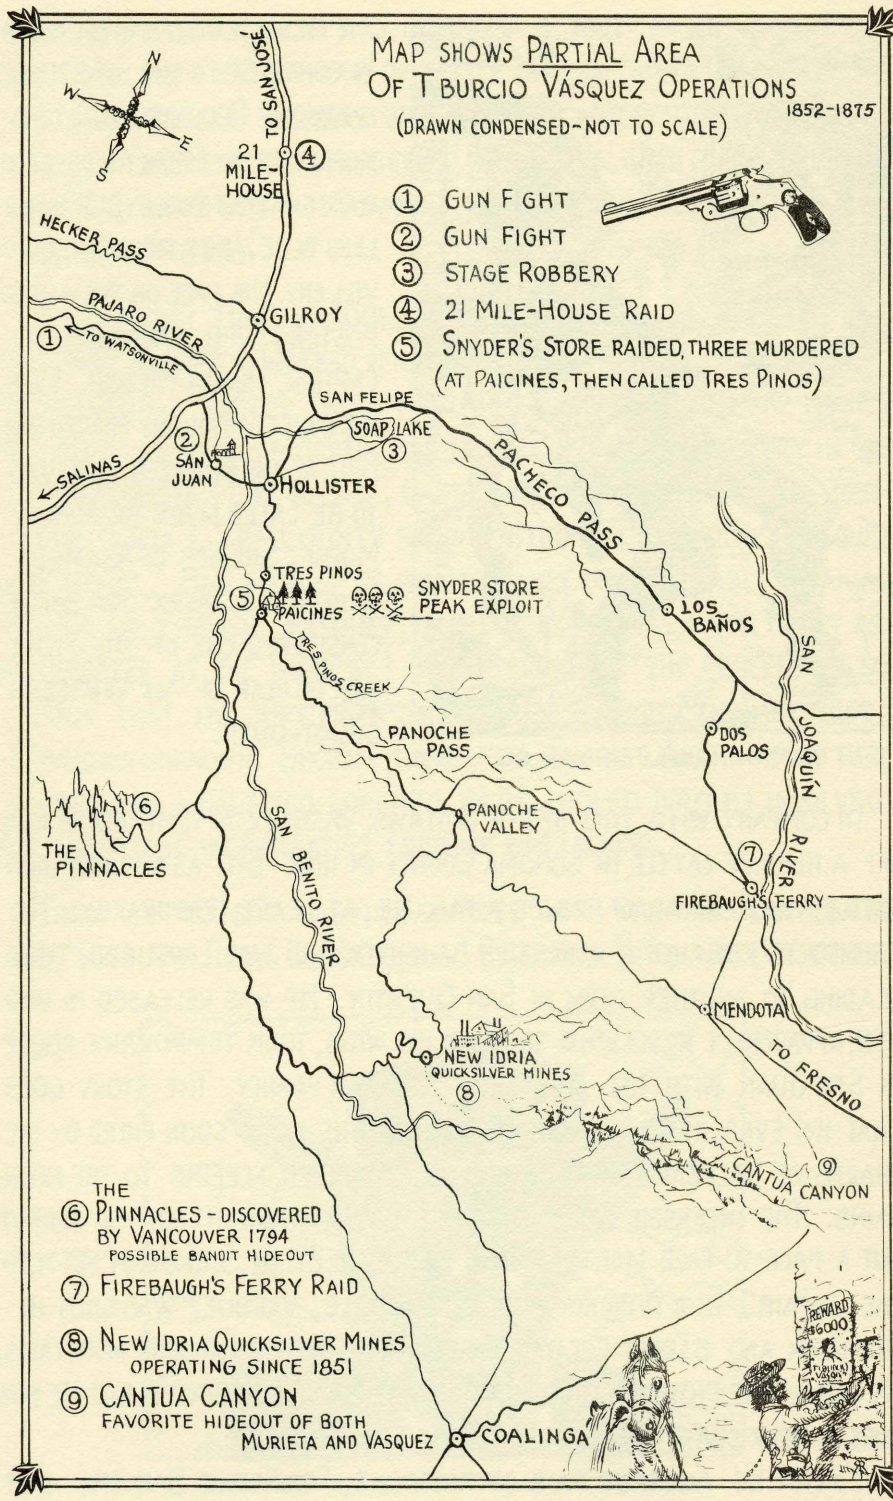 MAP SHOWS PARTIAL AREA
OF T BURCIO VÁSQUEZ OPERATIONS
1852-1875
(DRAWN CONDENSED-NOT TO SCALE)
N
W
E
S
TO SAN JOSÉ
21
MILE-
HOUSE
④
① GUN F GHT
② GUN FIGHT
③ STAGE ROBBERY
④ 21 MILE-HOUSE RAID
⑤ SNYDER'S STORE RAIDED, THREE MURDERED
(AT PAICINES, THEN CALLED TRES PINOS)
HECKER PASS
PAJARO RIVER
GILROY
①
TO WATSONVILLE
SAN FELIPE
SOAP LAKE
③
②
SAN
JUAN
SALINAS
HOLLISTER
PACHECO PASS
TRES PINOS
⑤
PAICINES
SNYDER STORE
PEAK EXPLOIT
TRES PINOS CREEK
LOS
BAÑOS
SAN JOAQUÍN RIVER
DOS
PALOS
PANOCHE
PASS
PANOCHE
VALLEY
⑥
THE
PINNACLES
SAN BENITO RIVER
⑦
FIREBAUGH'S FERRY
MENDOTA
TO FRESNO
NEW IDRIA
QUICKSILVER MINES
⑧
⑨
CANTUA CANYON
THE
⑥ PINNACLES - DISCOVERED
BY VANCOUVER 1794
POSSIBLE BANDIT HIDEOUT
⑦ FIREBAUGH'S FERRY RAID
⑧ NEW IDRIA QUICKSILVER MINES
OPERATING SINCE 1851
⑨ CANTUA CANYON
FAVORITE HIDEOUT OF BOTH
MURIETA AND VASQUEZ
COALINGA
REWARD
$6000